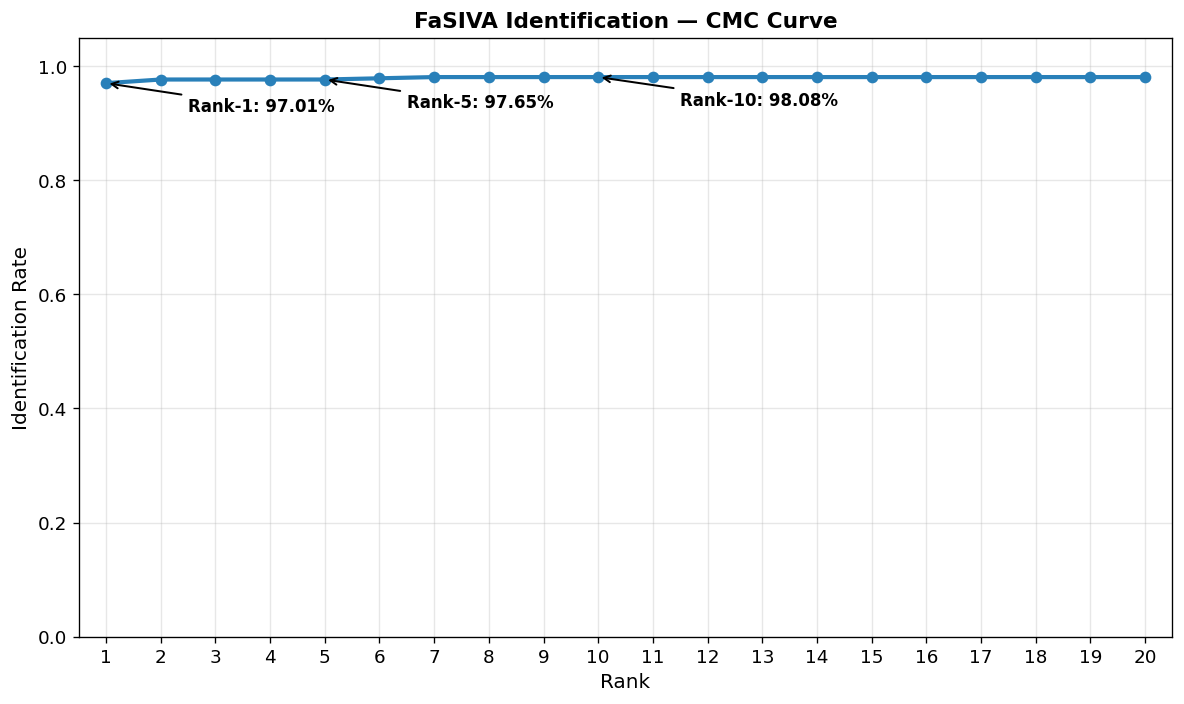 FaSIVA Identification — CMC Curve
1.0
0.8
0.6
0.4
0.2
0.0
Identification Rate
Rank-1: 97.01%
Rank-5: 97.65%
Rank-10: 98.08%
1 2 3 4 5 6 7 8 9 10 11 12 13 14 15 16 17 18 19 20
Rank